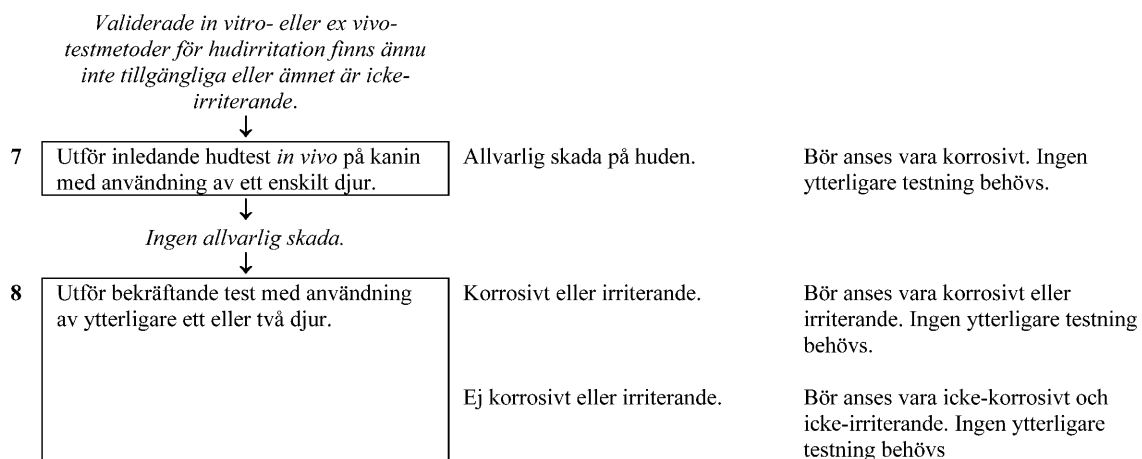 Validerade in vitro- eller ex vivo-
testmetoder för hudirritation finns ännu
inte tillgängliga eller ämnet är icke-
irriterande.
↓
7 Utför inledande hudtest in vivo på kanin Allvarlig skada på huden. Bör anses vara korrosivt. Ingen
med användning av ett enskilt djur. ytterligare testning behövs.
↓
Ingen allvarlig skada.
↓
8 Utför bekräftande test med användning Korrosivt eller irriterande. Bör anses vara korrosivt eller
av ytterligare ett eller två djur. irriterande. Ingen ytterligare testning
behövs.
Ej korrosivt eller irriterande. Bör anses vara icke-korrosivt och
icke-irriterande. Ingen ytterligare
testning behövs